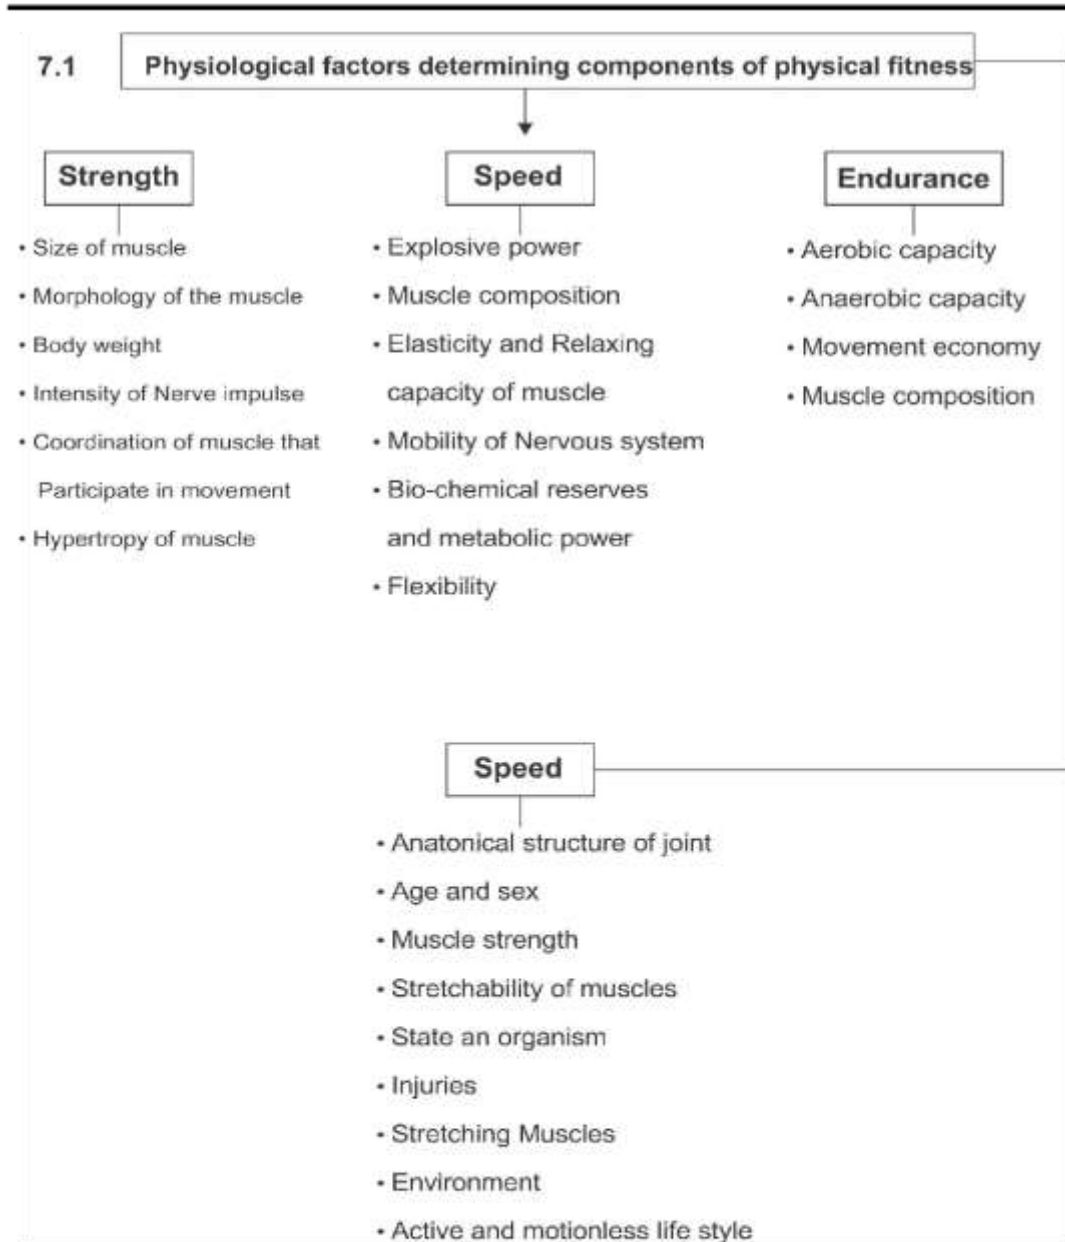 7.1 Physiological factors determining components of physical fitness
Strength
• Size of muscle
• Morphology of the muscle
• Body weight
• Intensity of Nerve impulse
• Coordination of muscle that
Participate in movement
• Hypertropy of muscle
Speed
• Explosive power
• Muscle composition
• Elasticity and Relaxing
capacity of muscle
• Mobility of Nervous system
• Bio-chemical reserves
and metabolic power
• Flexibility
Endurance
• Aerobic capacity
• Anaerobic capacity
• Movement economy
• Muscle composition
Speed
• Anatonical structure of joint
• Age and sex
• Muscle strength
• Stretchability of muscles
• State an organism
• Injuries
• Stretching Muscles
• Environment
• Active and motionless life style